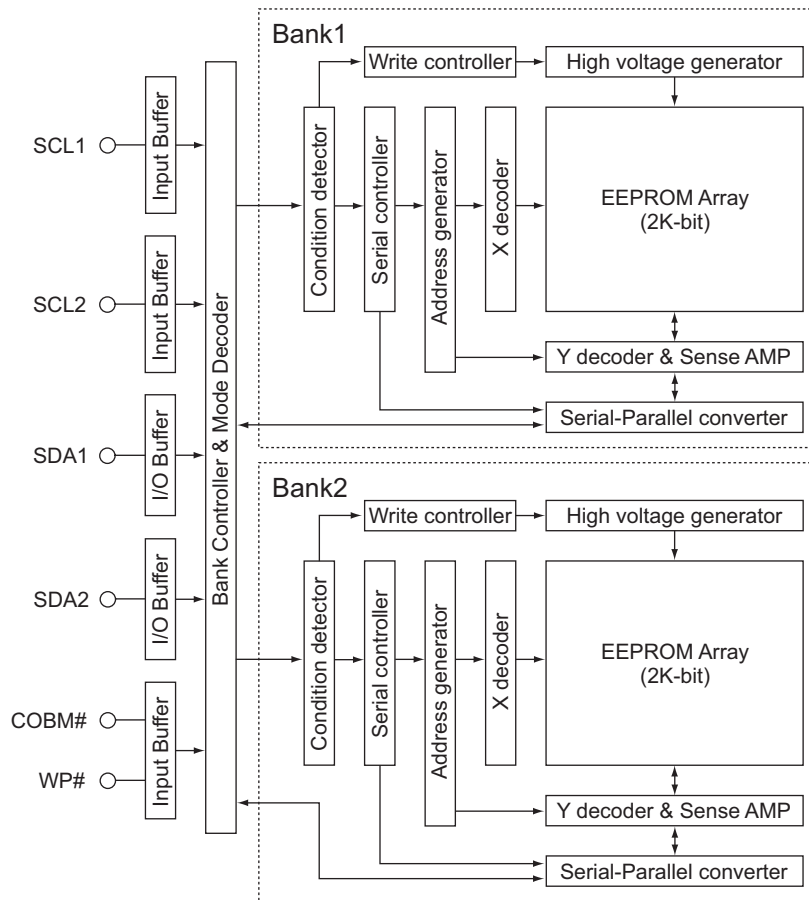 Bank1
Write controller
High voltage generator
SCL1
Input Buffer
Condition detector
Serial controller
Address generator
X decoder
EEPROM Array
(2K-bit)
SCL2
Input Buffer
Bank Controller & Mode Decoder
Y decoder & Sense AMP
Serial-Parallel converter
SDA1
I/O Buffer
Bank2
Write controller
High voltage generator
SDA2
I/O Buffer
Condition detector
Serial controller
Address generator
X decoder
EEPROM Array
(2K-bit)
COBM#
WP#
Input Buffer
Y decoder & Sense AMP
Serial-Parallel converter